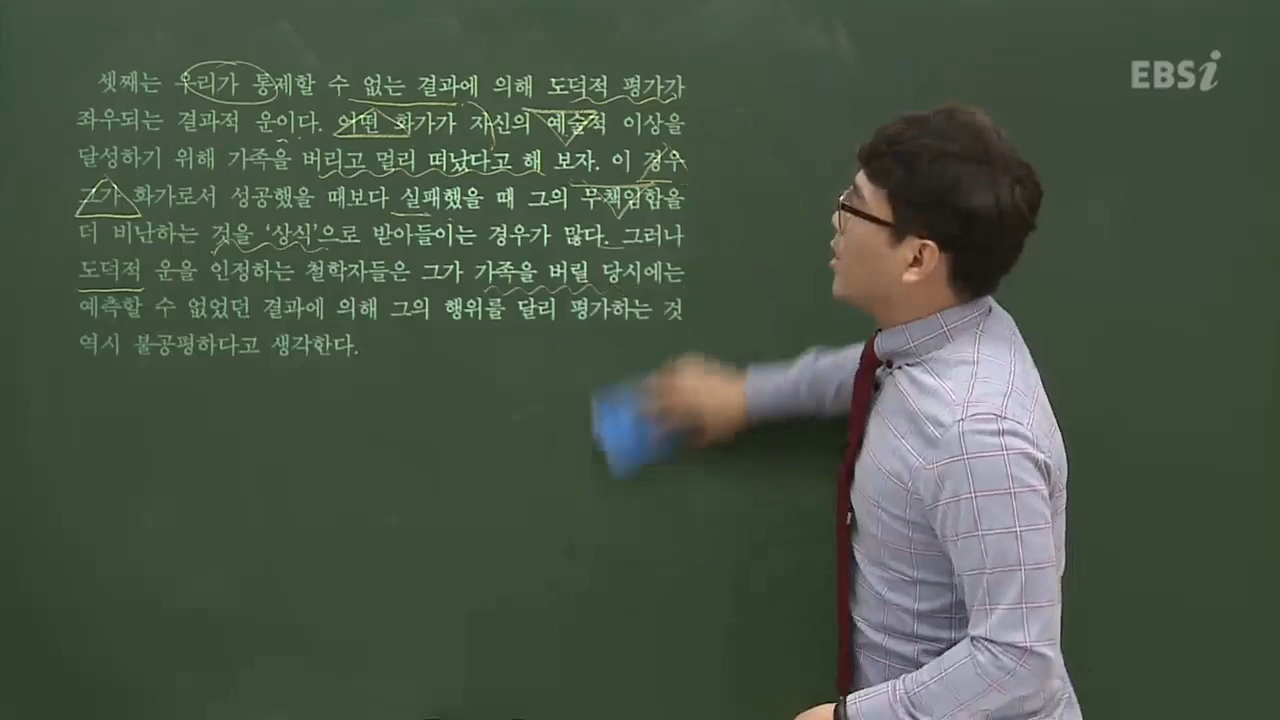 EBSi
셋째는 우리가 통제할 수 없는 결과에 의해 도덕적 평가가
좌우되는 결과적 운이다. 어떤 화가가 자신의 예술적 이상을
달성하기 위해 가족을 버리고 멀리 떠났다고 해 보자. 이 경우
그가 화가로서 성공했을 때보다 실패했을 때 그의 무책임함을
더 비난하는 것을 ‘상식’으로 받아들이는 경우가 많다. 그러나
도덕적 운을 인정하는 철학자들은 그가 가족을 버릴 당시에는
예측할 수 없었던 결과에 의해 그의 행위를 달리 평가하는 것
역시 불공평하다고 생각한다.